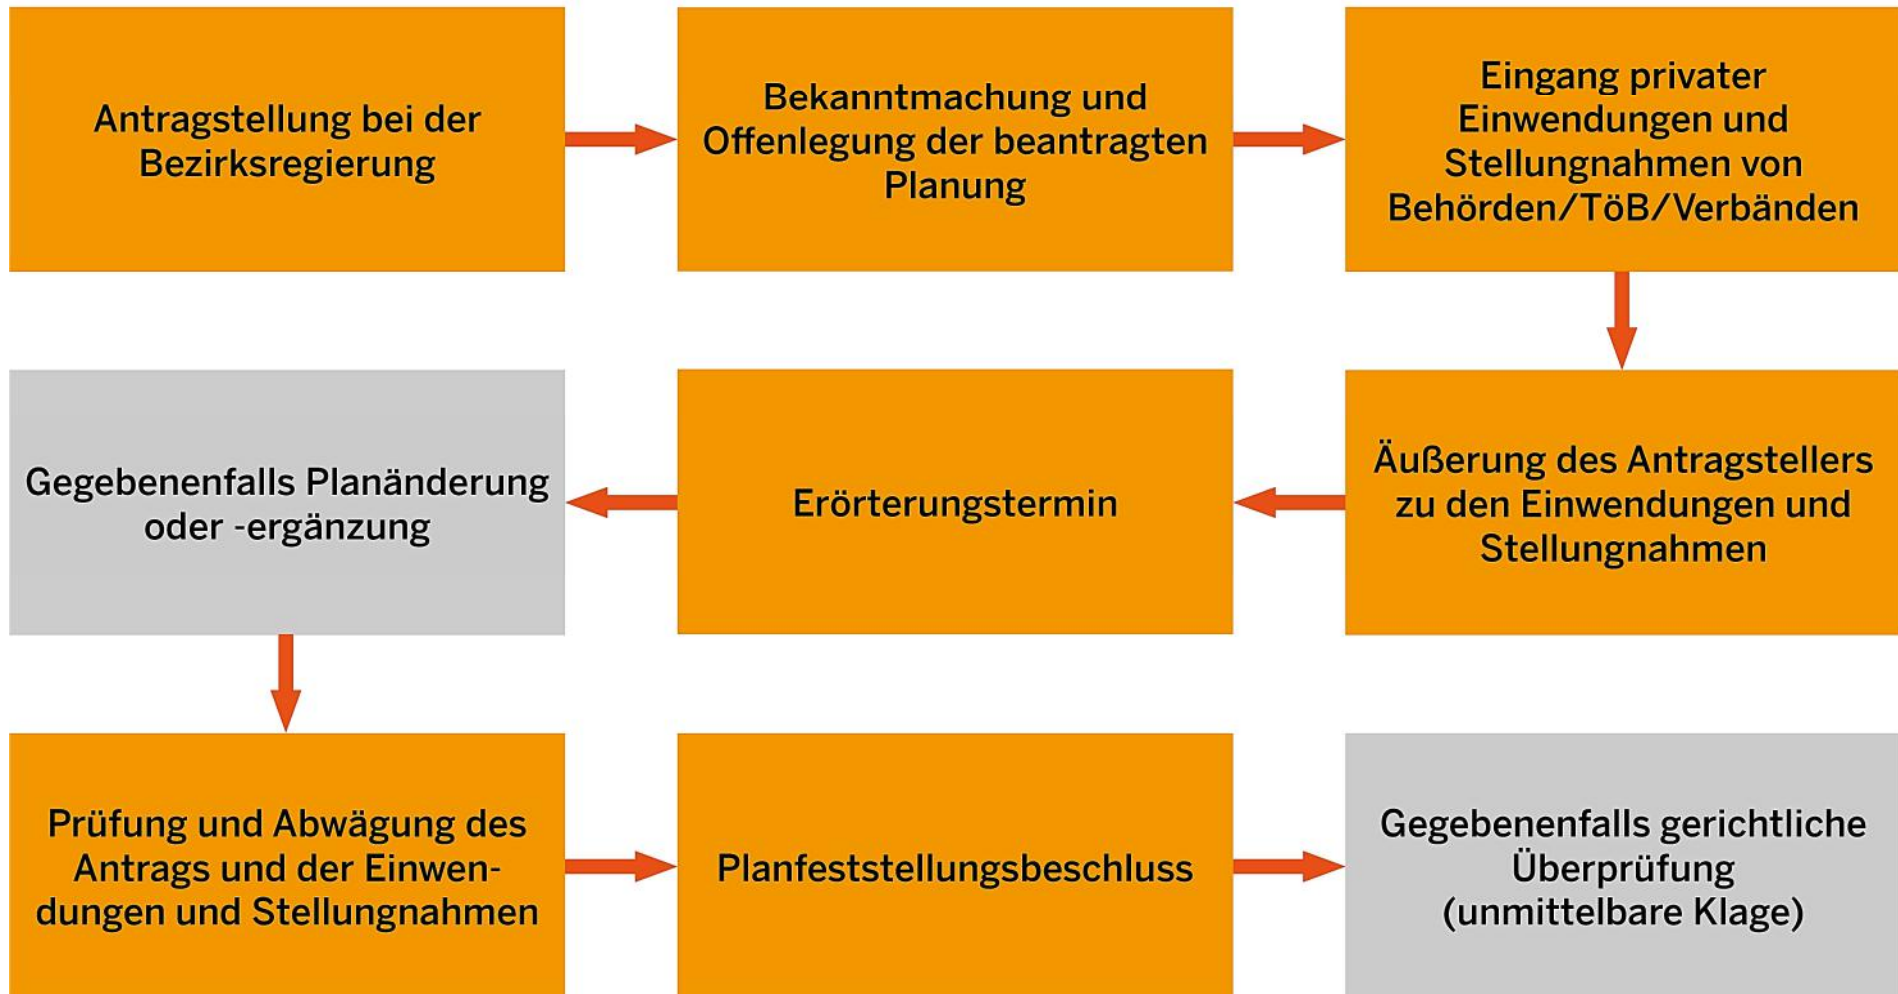 Antragstellung bei der
Bezirksregierung
Bekanntmachung und
Offenlegung der beantragten
Planung
Eingang privater
Einwendungen und
Stellungnahmen von
Behörden/TöB/Verbänden
Äußerung des Antragstellers
zu den Einwendungen und
Stellungnahmen
Erörterungstermin
Gegebenenfalls Planänderung
oder -ergänzung
Prüfung und Abwägung des
Antrags und der Einwen-
dungen und Stellungnahmen
Planfeststellungsbeschluss
Gegebenenfalls gerichtliche
Überprüfung
(unmittelbare Klage)